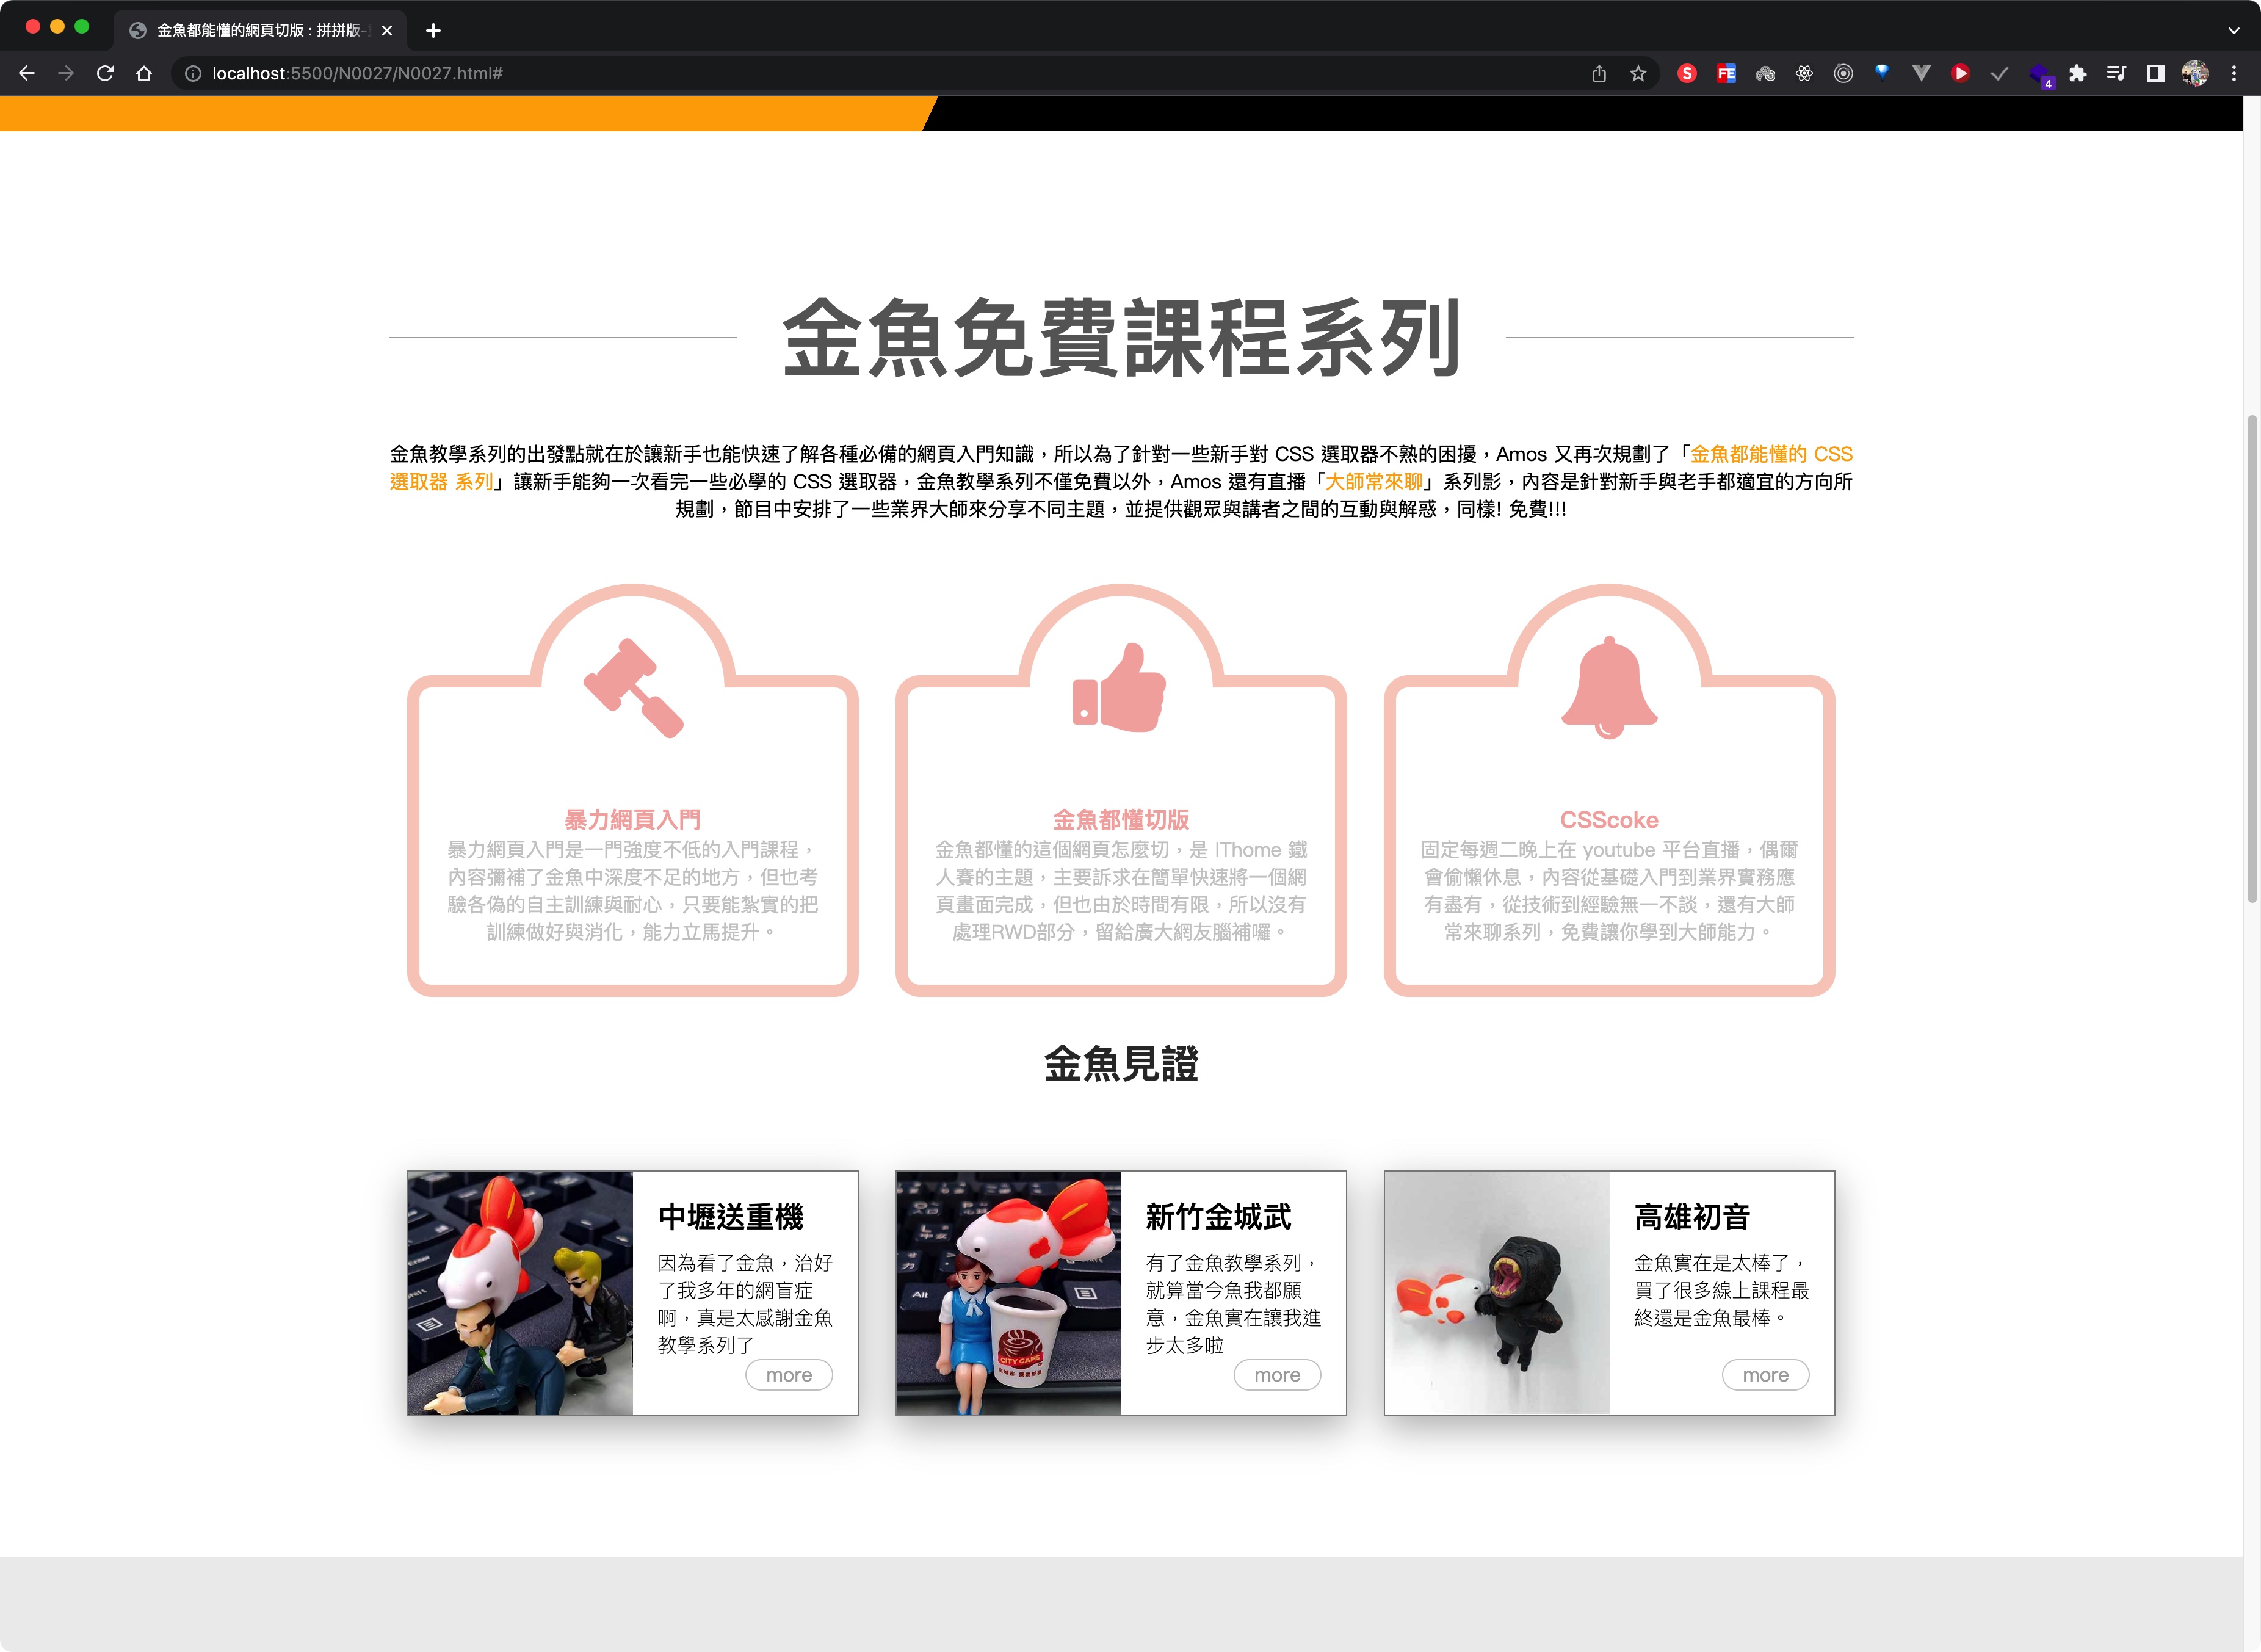 金魚都能懂的網頁切版 : 拼拼版-
localhost:5500/N0027/N0027.html#
S
FE
4
金魚免費課程系列
金魚教學系列的出發點就在於讓新手也能快速了解各種必備的網頁入門知識，所以為了針對一些新手對 CSS 選取器不熟的困擾，Amos 又再次規劃了「金魚都能懂的 CSS
選取器 系列」讓新手能夠一次看完一些必學的 CSS 選取器，金魚教學系列不僅免費以外，Amos 還有直播「大師常來聊」系列影，內容是針對新手與老手都適宜的方向所
規劃，節目中安排了一些業界大師來分享不同主題，並提供觀眾與講者之間的互動與解惑，同樣! 免費!!!
暴力網頁入門
暴力網頁入門是一門強度不低的入門課程，
內容彌補了金魚中深度不足的地方，但也考
驗各偽的自主訓練與耐心，只要能紮實的把
訓練做好與消化，能力立馬提升。
金魚都懂切版
金魚都懂的這個網頁怎麼切，是 IThome 鐵
人賽的主題，主要訴求在簡單快速將一個網
頁畫面完成，但也由於時間有限，所以沒有
處理RWD部分，留給廣大網友腦補囉。
CSScoke
固定每週二晚上在 youtube 平台直播，偶爾
會偷懶休息，內容從基礎入門到業界實務應
有盡有，從技術到經驗無一不談，還有大師
常來聊系列，免費讓你學到大師能力。
金魚見證
中壢送重機
因為看了金魚，治好
了我多年的網盲症
啊，真是太感謝金魚
教學系列了
more
Alt
CITY CAFE
新竹金城武
有了金魚教學系列，
就算當今魚我都願
意，金魚實在讓我進
步太多啦
more
高雄初音
金魚實在是太棒了，
買了很多線上課程最
終還是金魚最棒。
more